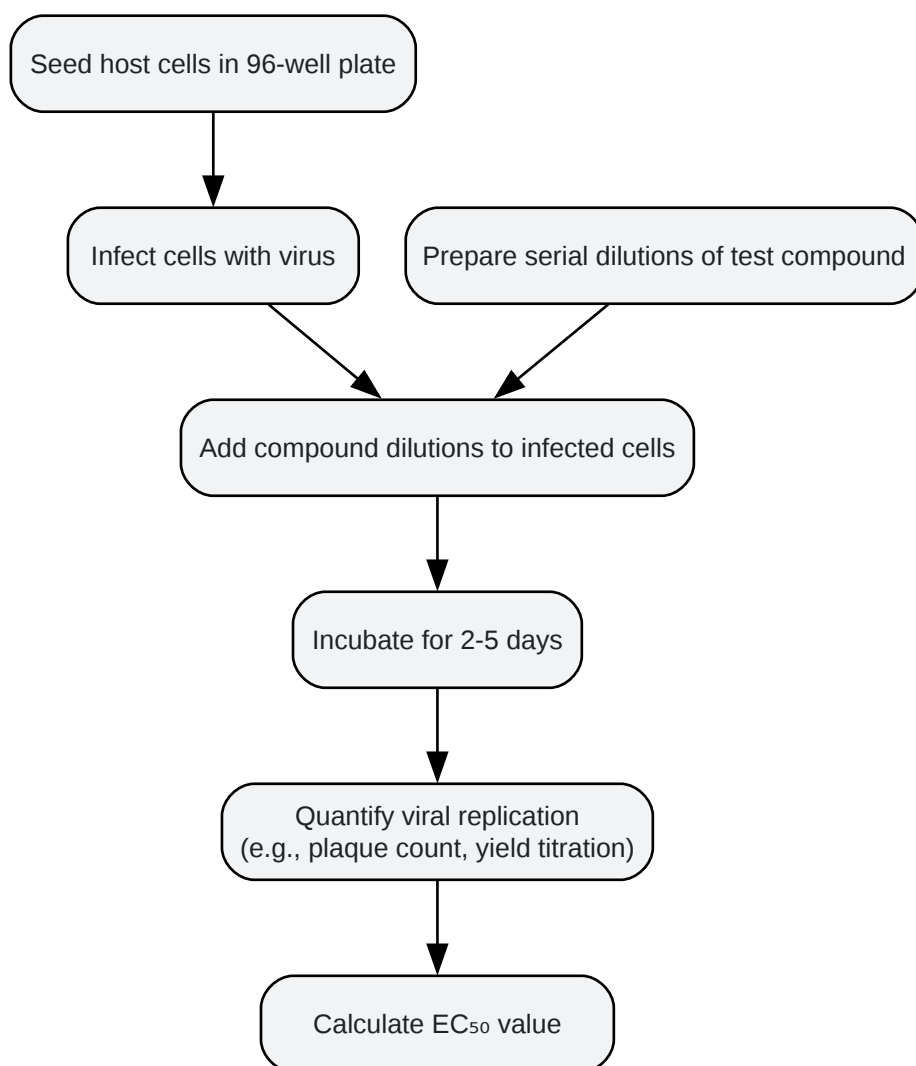 Seed host cells in 96-well plate
Infect cells with virus
Prepare serial dilutions of test compound
Add compound dilutions to infected cells
Incubate for 2-5 days
Quantify viral replication
(e.g., plaque count, yield titration)
Calculate EC₅₀ value